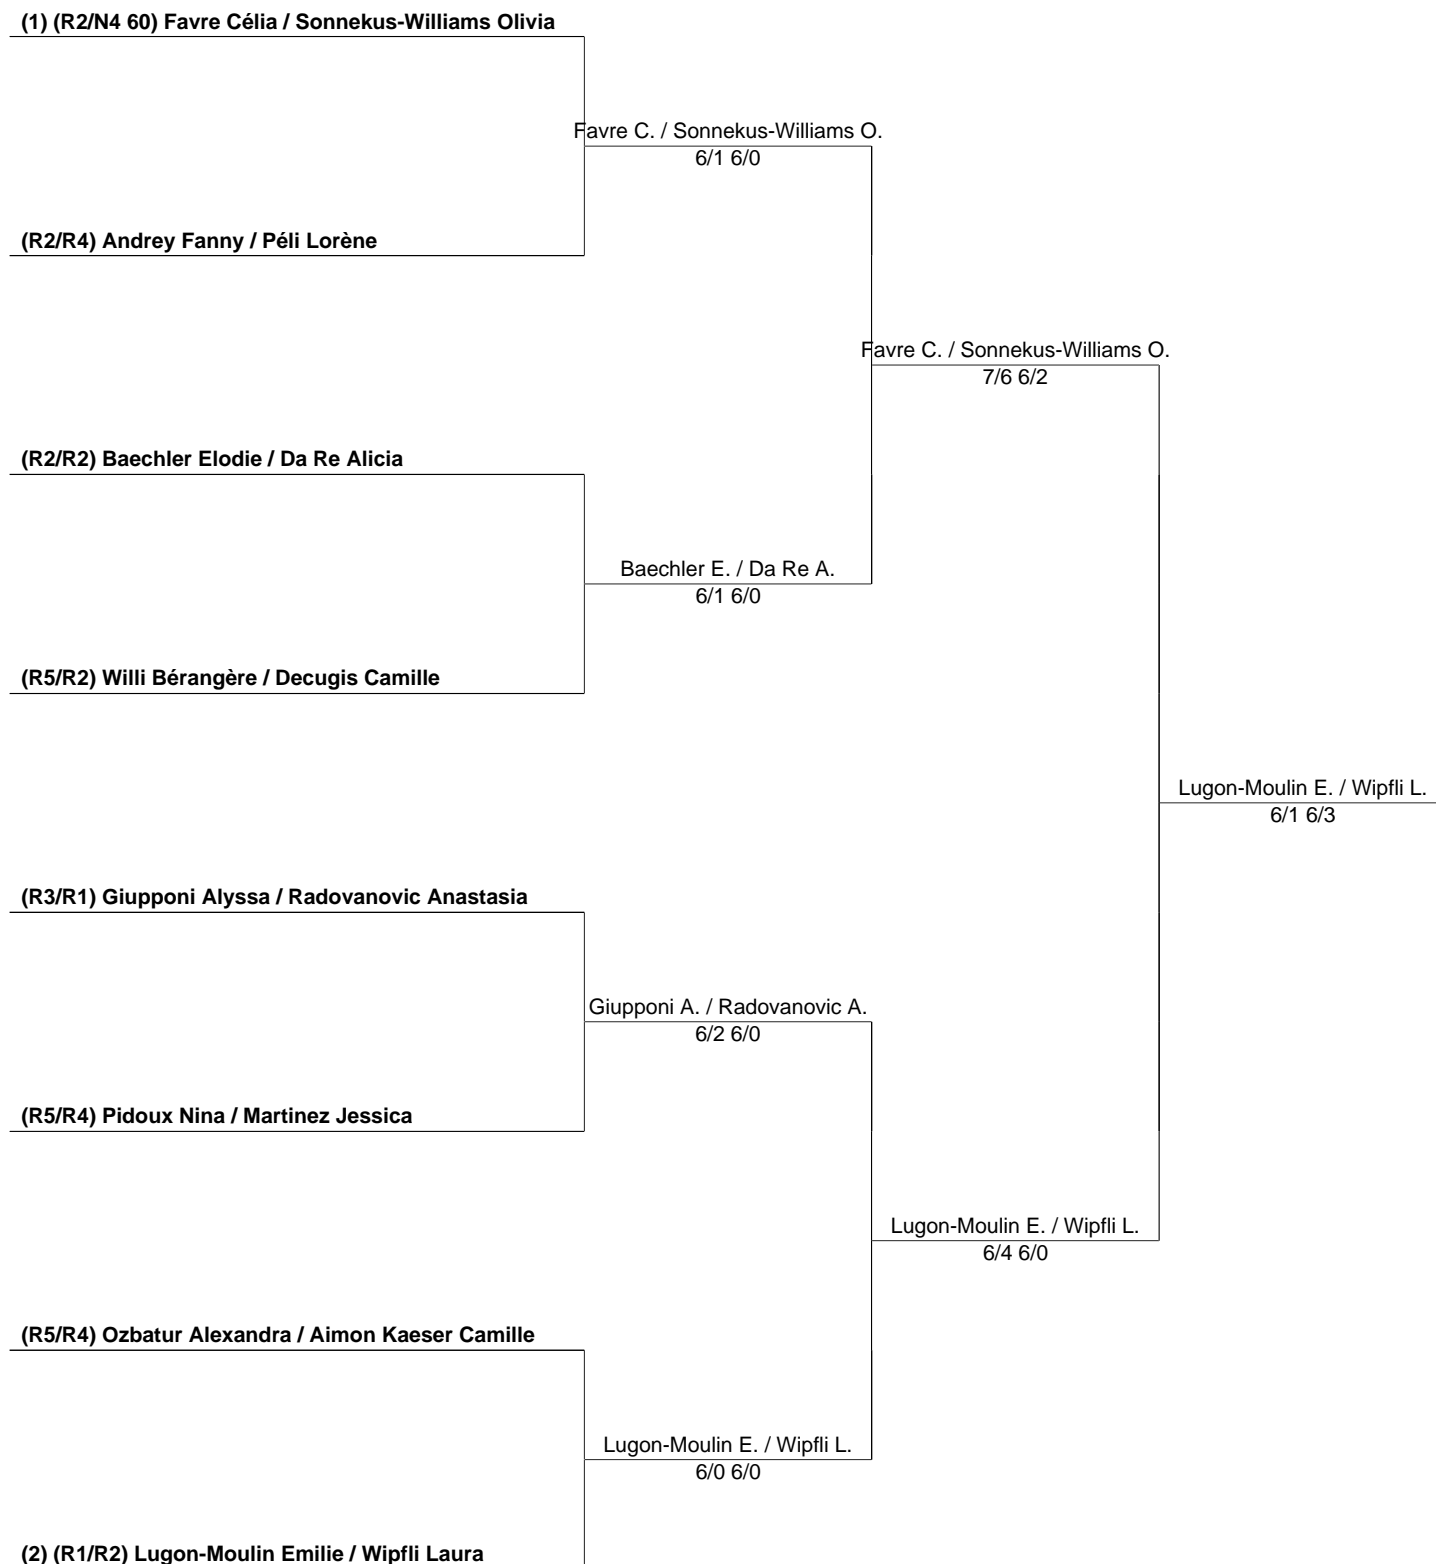 (1) (R2/N4 60) Favre Célia / Sonnekus-Williams Olivia
Favre C. / Sonnekus-Williams O.
6/1 6/0
(R2/R4) Andrey Fanny / Péli Lorène
Favre C. / Sonnekus-Williams O.
7/6 6/2
(R2/R2) Baechler Elodie / Da Re Alicia
Baechler E. / Da Re A.
6/1 6/0
(R5/R2) Willi Bérangère / Decugis Camille
Lugon-Moulin E. / Wipfli L.
6/1 6/3
(R3/R1) Giupponi Alyssa / Radovanovic Anastasia
Giupponi A. / Radovanovic A.
6/2 6/0
(R5/R4) Pidoux Nina / Martinez Jessica
Lugon-Moulin E. / Wipfli L.
6/4 6/0
(R5/R4) Ozbatur Alexandra / Aimon Kaeser Camille
Lugon-Moulin E. / Wipfli L.
6/0 6/0
(2) (R1/R2) Lugon-Moulin Emilie / Wipfli Laura